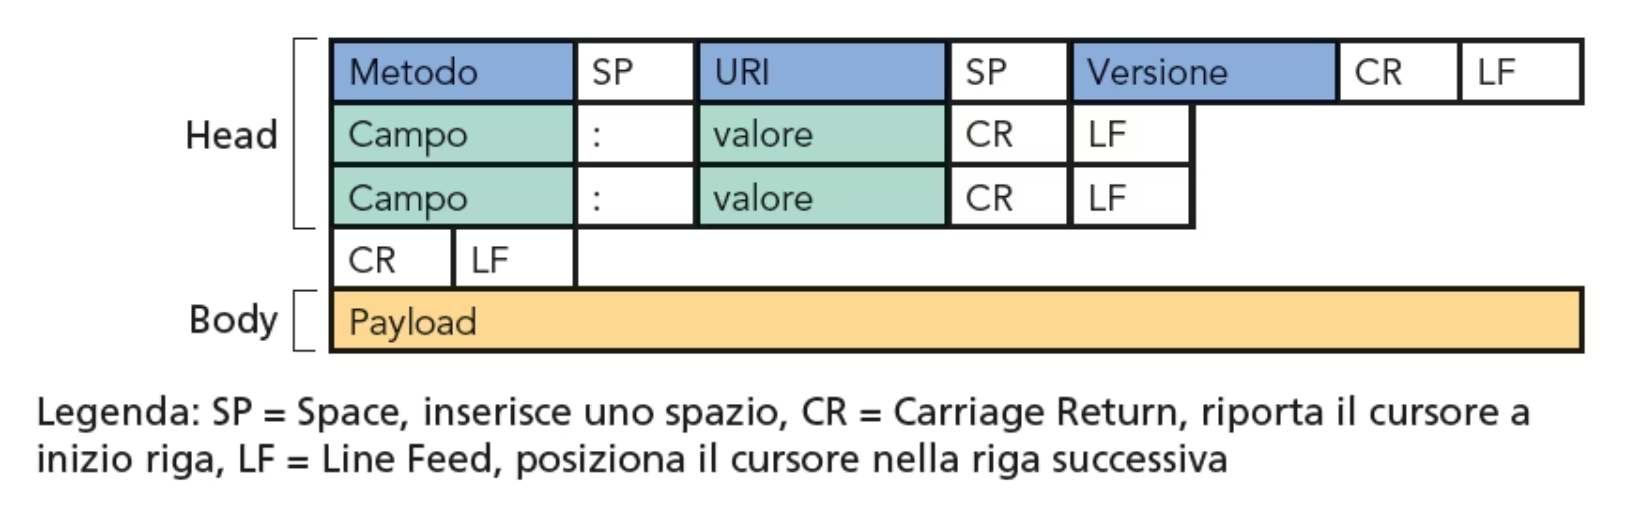 Metodo SP URI SP Versione CR LF
Head Campo : valore CR LF
Campo : valore CR LF
CR LF
Body Payload
Legenda: SP = Space, inserisce uno spazio, CR = Carriage Return, riporta il cursore a
inizio riga, LF = Line Feed, posiziona il cursore nella riga successiva